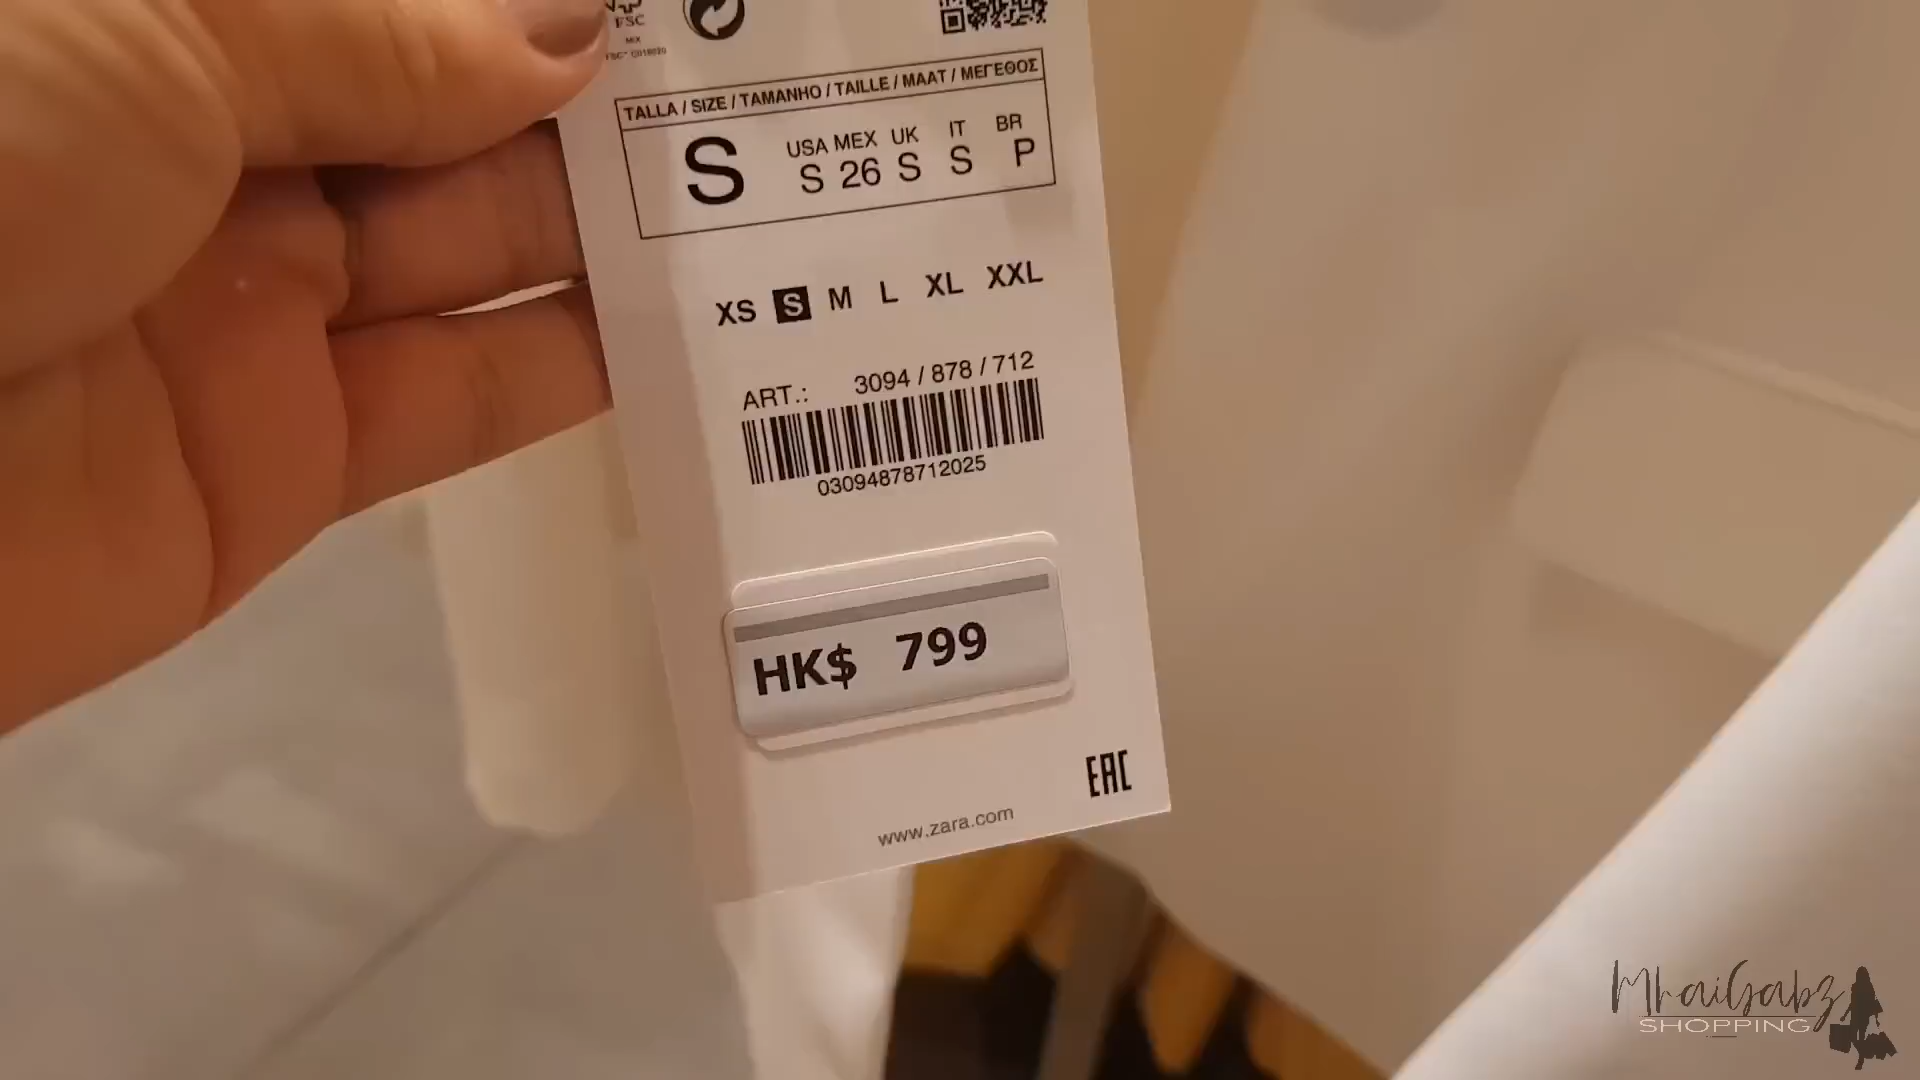 FSC
MIX
TALLA / SIZE / TAMANHO / TAILLE / MAAT / ΜΕΓΕΘΟΣ
S
USA MEX UK IT BR
S 26 S S P
XS S M L XL XXL
ART.: 3094 / 878 / 712
03094878712025
HK$ 799
EAC
www.zara.com
MhaiGabz
SHOPPING